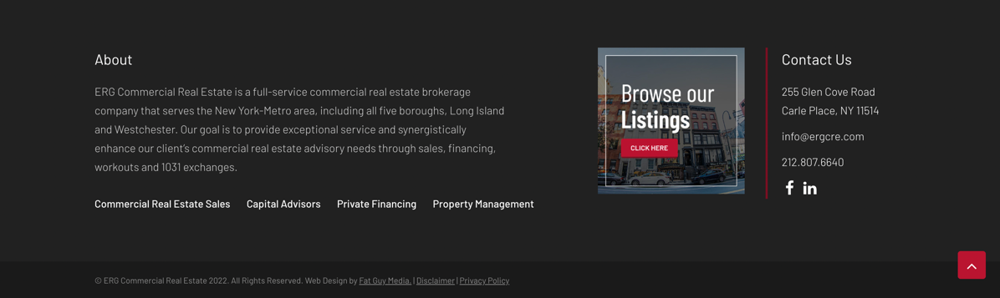 About
ERG Commercial Real Estate is a full-service commercial real estate brokerage
company that serves the New York-Metro area, including all five boroughs, Long Island
and Westchester. Our goal is to provide exceptional service and synergistically
enhance our client's commercial real estate advisory needs through sales, financing,
workouts and 1031 exchanges.
Commercial Real Estate Sales Capital Advisors Private Financing Property Management
Browse our
Listings
CLICK HERE
Contact Us
255 Glen Cove Road
Carle Place, NY 11514
info@ergcre.com
212.807.6640
© ERG Commercial Real Estate 2022. All Rights Reserved. Web Design by Fat Guy Media. | Disclaimer | Privacy Policy